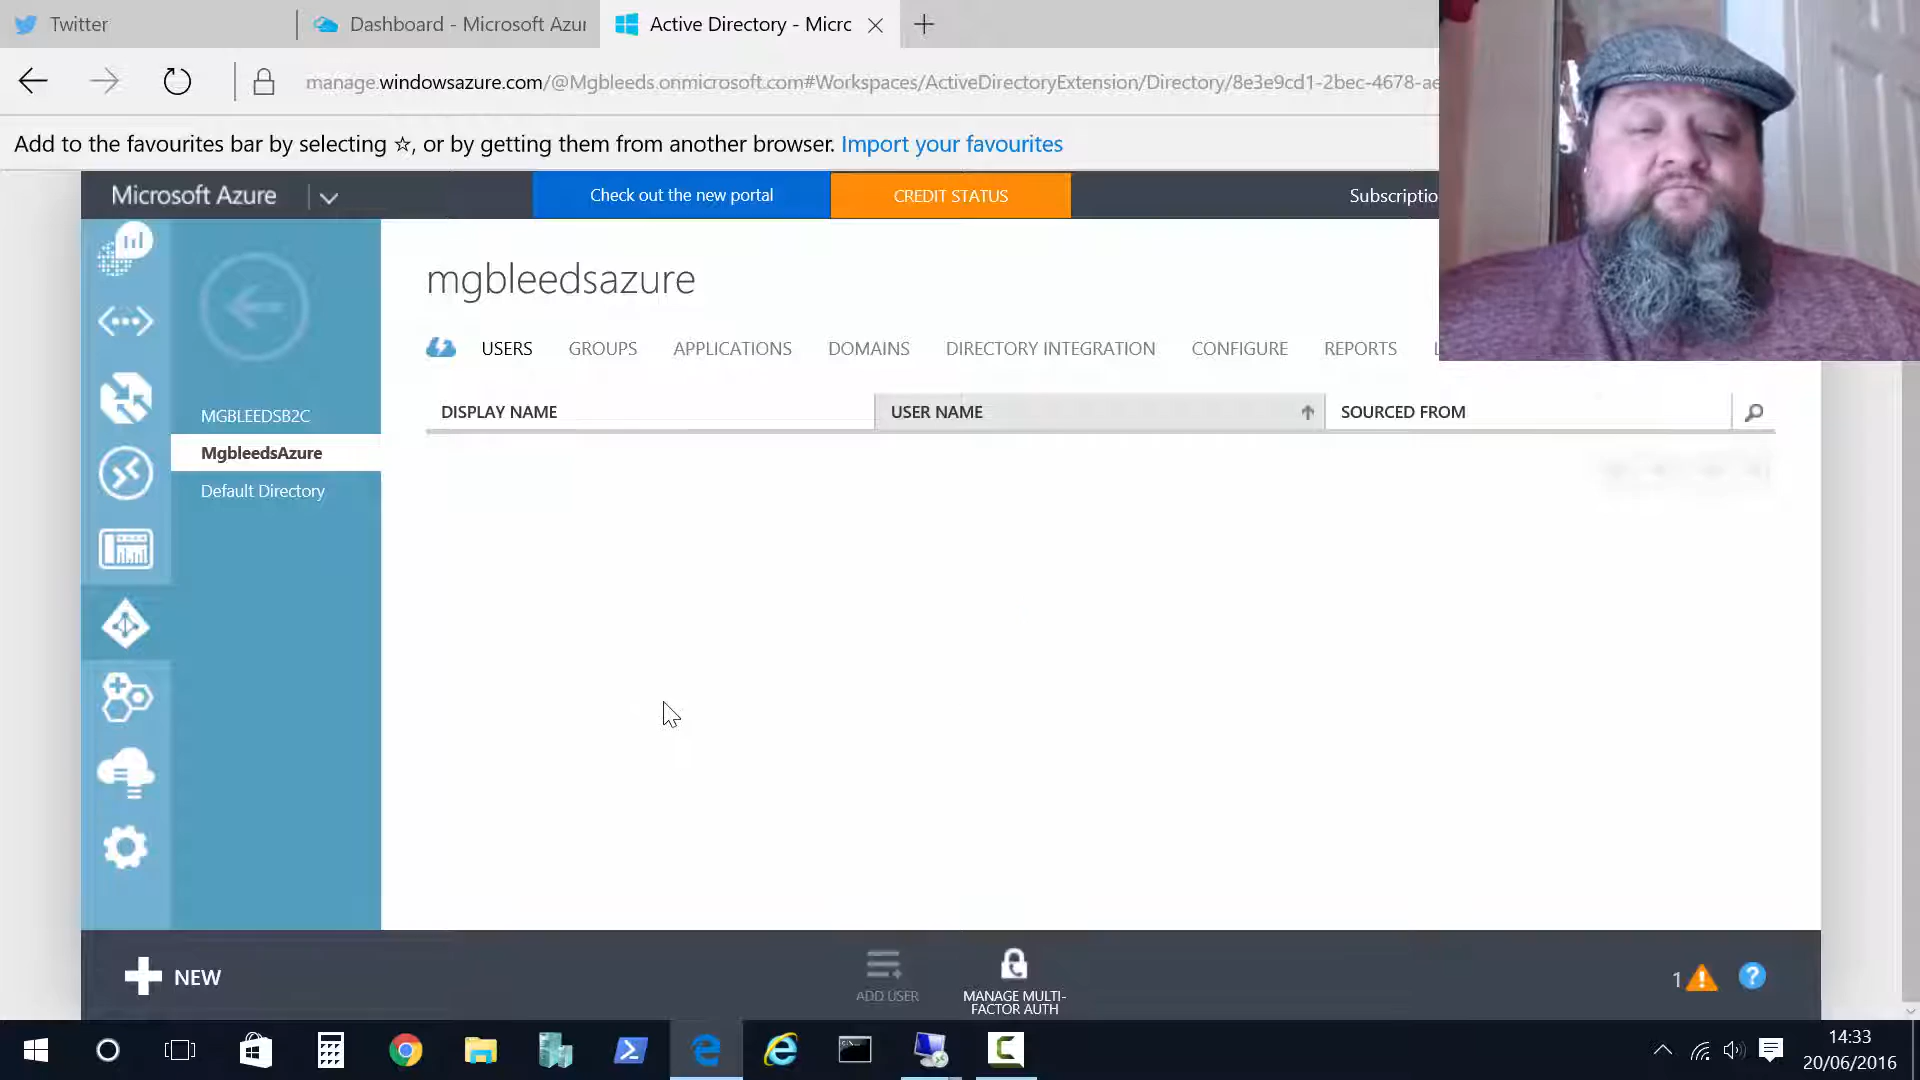 Twitter
Dashboard - Microsoft Azur
Active Directory - Micrc
manage.windowsazure.com/@Mgbleeds.onmicrosoft.com#Workspaces/ActiveDirectoryExtension/Directory/8e3e9cd1-2bec-4678-ae
Add to the favourites bar by selecting ☆, or by getting them from another browser. Import your favourites
Microsoft Azure
Check out the new portal
CREDIT STATUS
Subscriptio
mgbleedsazure
USERS GROUPS APPLICATIONS DOMAINS DIRECTORY INTEGRATION CONFIGURE REPORTS
DISPLAY NAME USER NAME SOURCED FROM
MGBLEEDSB2C
MgbleedsAzure
Default Directory
NEW
ADD USER
MANAGE MULTI-
FACTOR AUTH
1
14:33
20/06/2016